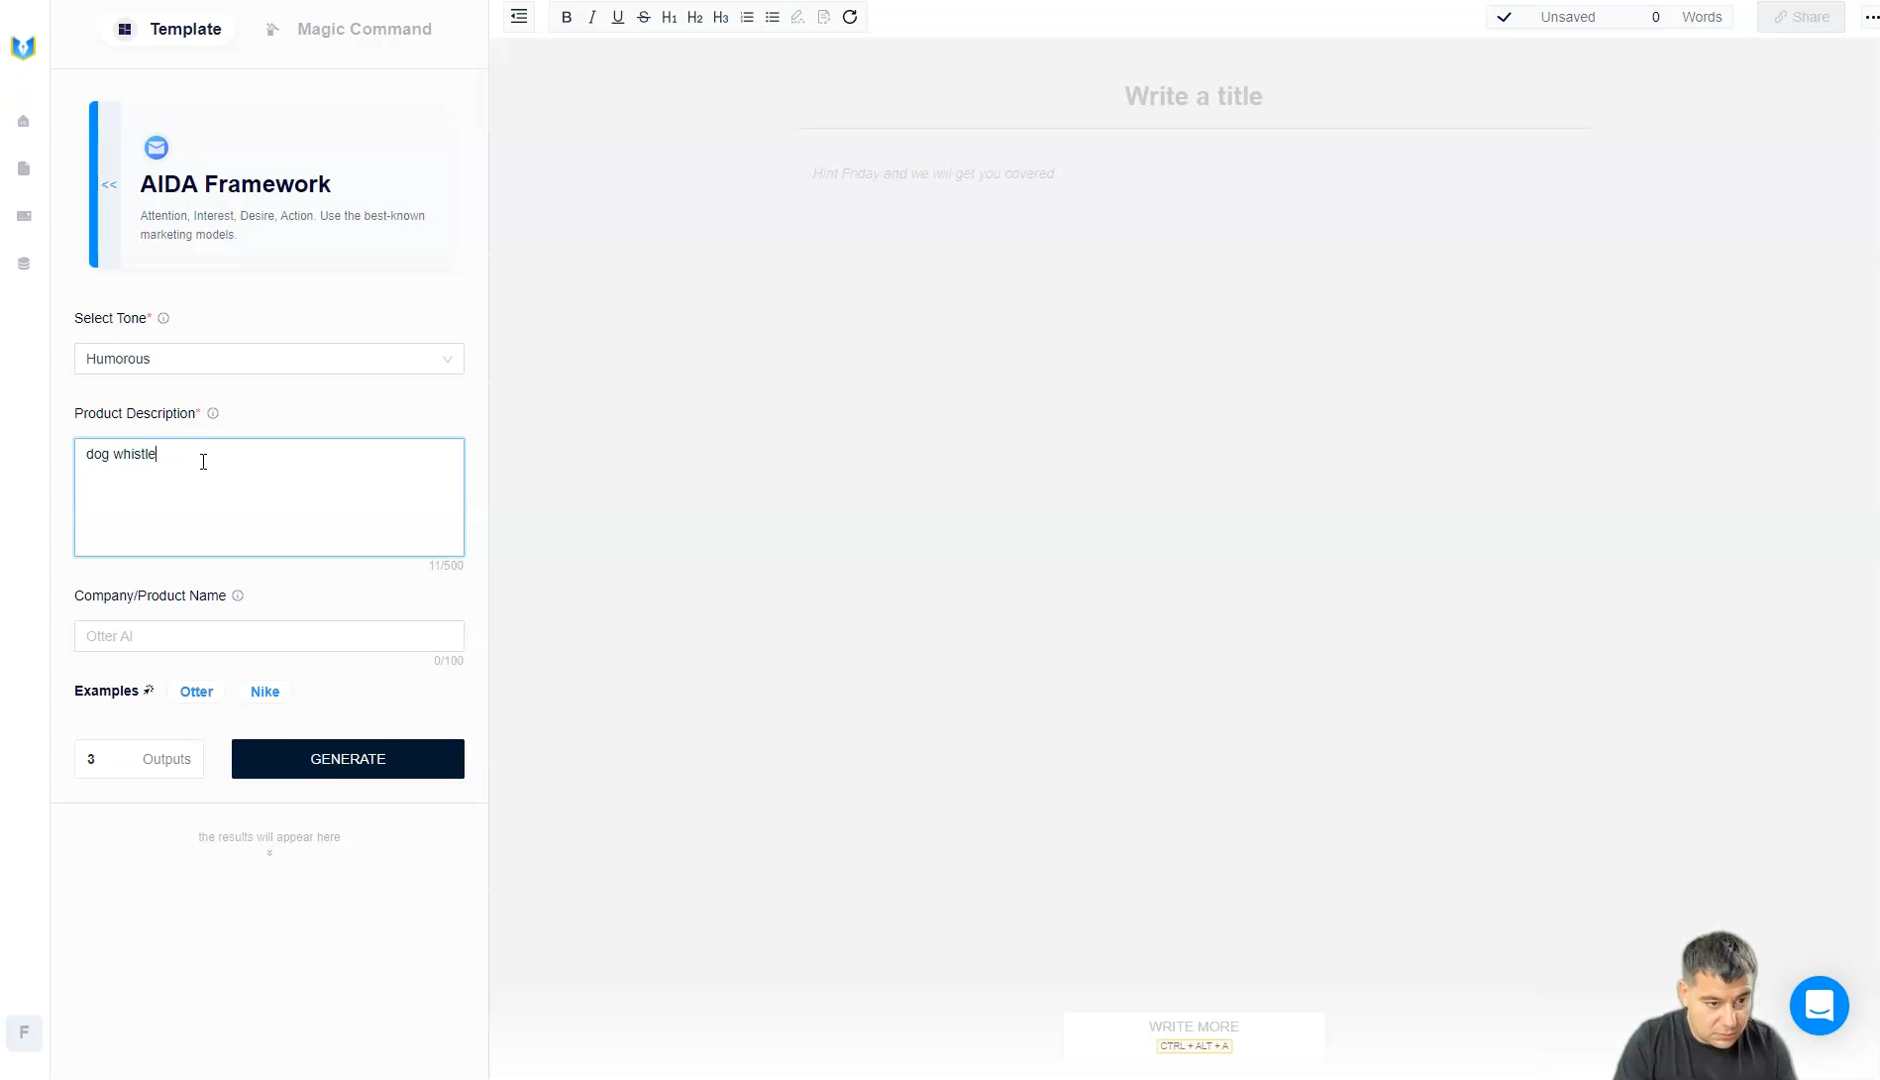 Template
Magic Command
B I U S H1 H2 H3
Unsaved 0 Words
Share
Write a title
Hint Friday and we will get you covered
<<
AIDA Framework
Attention, Interest, Desire, Action. Use the best-known
marketing models.
Select Tone*
Humorous
Product Description*
dog whistle
11/500
Company/Product Name
Otter AI
0/100
Examples Otter Nike
3 Outputs GENERATE
the results will appear here
F
WRITE MORE
CTRL + ALT + A